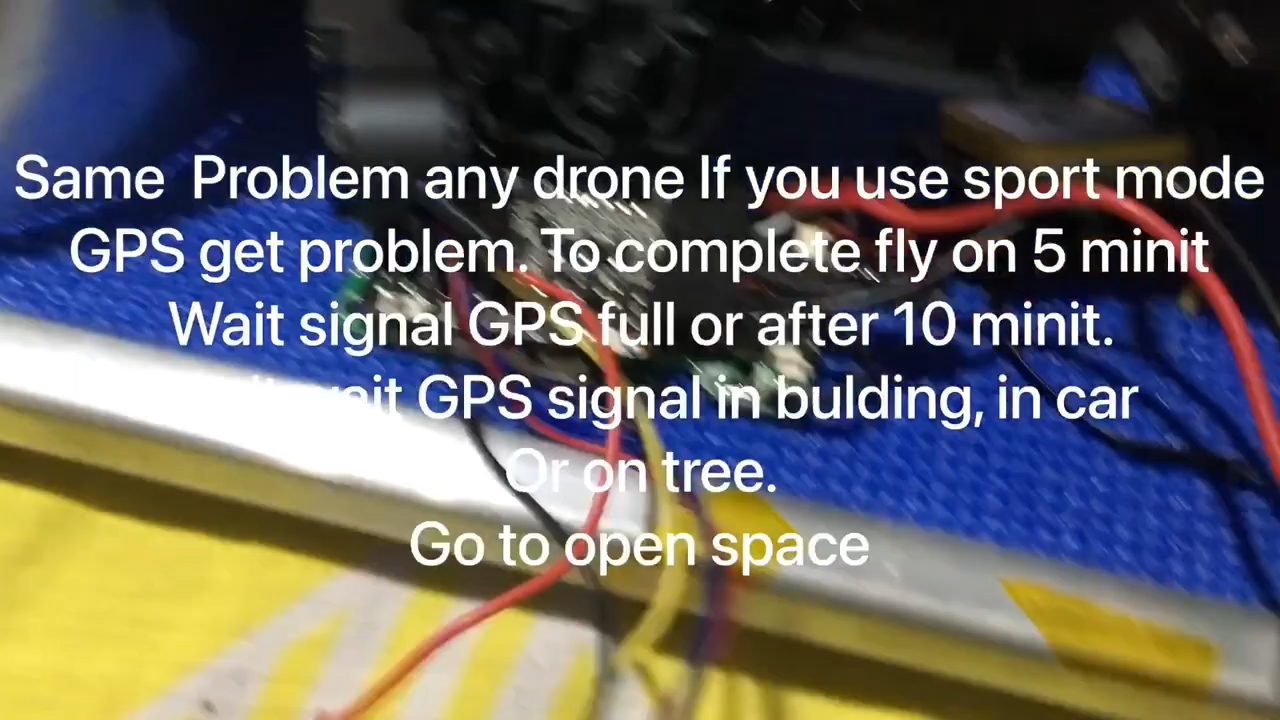 Same Problem any drone If you use sport mode
GPS get problem. To complete fly on 5 minit
Wait signal GPS full or after 10 minit.
wait GPS signal in bulding, in car
Or on tree.
Go to open space